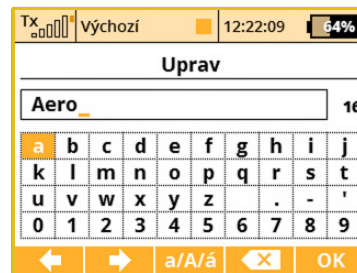 Tx Výchozí 12:22:09 64%
Uprav
Aero_ 16
a b c d e f g h i j
k l m n o p q r s t
u v w x y z . - '
0 1 2 3 4 5 6 7 8 9
a/A/á OK